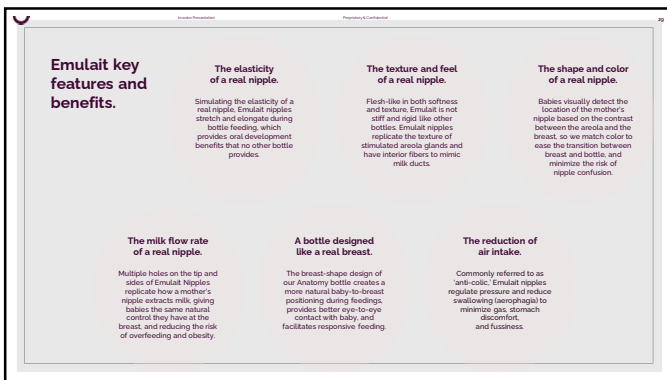 Investor Presentation
Proprietary & Confidential
29
Emulait key
features and
benefits.
The elasticity
of a real nipple.
Simulating the elasticity of a
real nipple, Emulait nipples
stretch and elongate during
bottle feeding, which
provides oral development
benefits that no other bottle
provides.
The texture and feel
of a real nipple.
Flesh-like in both softness
and texture, Emulait is not
stiff and rigid like other
bottles. Emulait nipples
replicate the texture of
stimulated areola glands and
have interior fibers to mimic
milk ducts.
The shape and color
of a real nipple.
Babies visually detect the
location of the mother's
nipple based on the contrast
between the areola and the
breast, so we match color to
ease the transition between
breast and bottle, and
minimize the risk of
nipple confusion.
The milk flow rate
of a real nipple.
Multiple holes on the tip and
sides of Emulait Nipples
replicate how a mother's
nipple extracts milk, giving
babies the same natural
control they have at the
breast, and reducing the risk
of overfeeding and obesity.
A bottle designed
like a real breast.
The breast-shape design of
our Anatomy bottle creates a
more natural baby-to-breast
positioning during feedings,
provides better eye-to-eye
contact with baby, and
facilitates responsive feeding.
The reduction of
air intake.
Commonly referred to as
'anti-colic,' Emulait nipples
regulate pressure and reduce
swallowing (aerophagia) to
minimize gas, stomach
discomfort,
and fussiness.